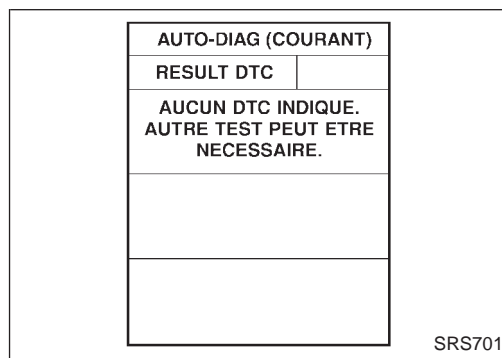 AUTO-DIAG (COURANT)
RESULT DTC
AUCUN DTC INDIQUE.
AUTRE TEST PEUT ETRE
NECESSAIRE.
SRS701